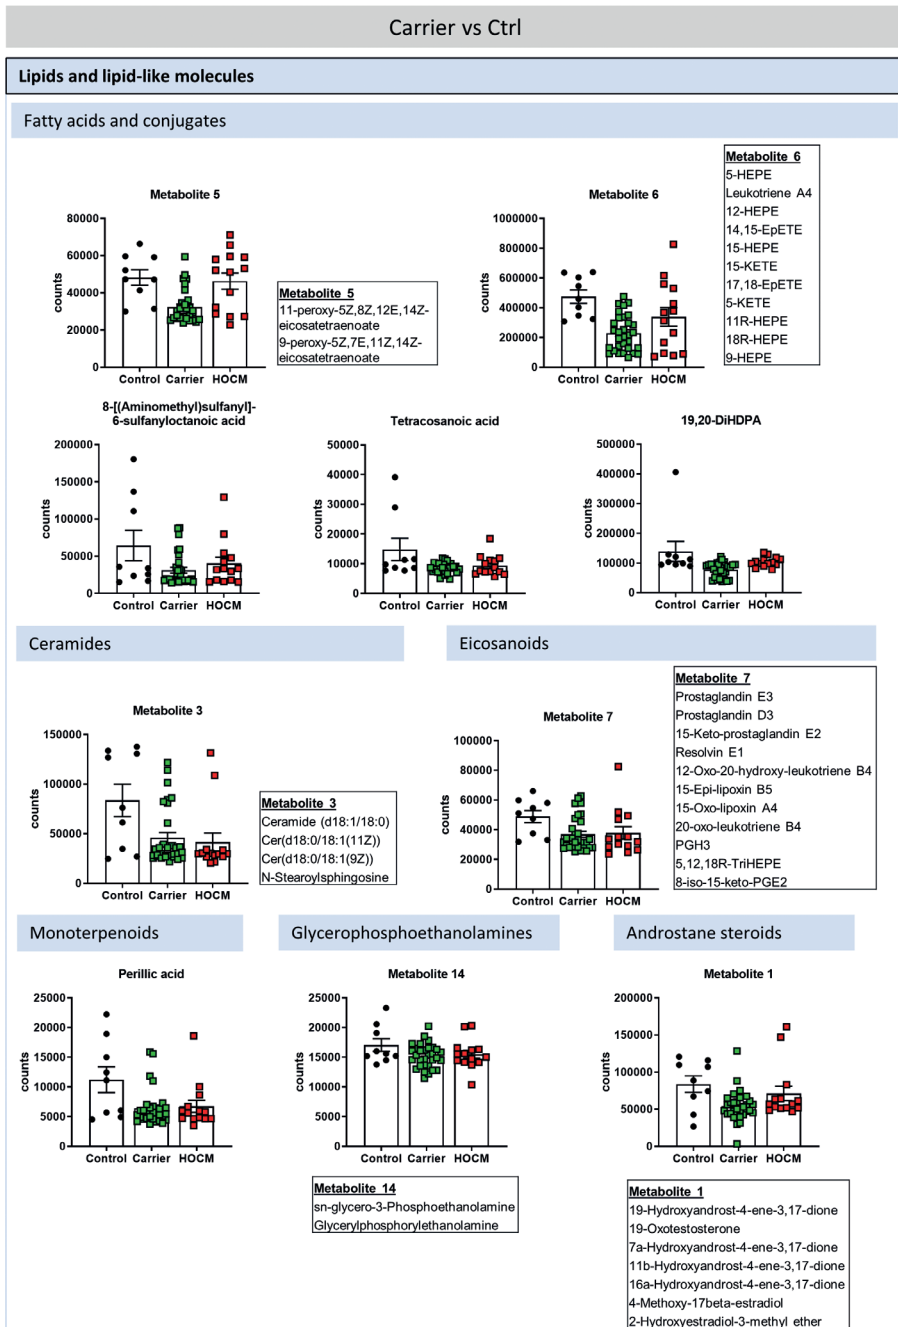 Carrier vs Ctrl
Lipids and lipid-like molecules
Fatty acids and conjugates
Metabolite 5
80000
60000
40000
20000
0
counts
Control Carrier HOCM
Metabolite 5
11-peroxy-5Z,8Z,12E,14Z-
eicosatetraenoate
9-peroxy-5Z,7E,11Z,14Z-
eicosatetraenoate
Metabolite 6
1000000
800000
600000
400000
200000
0
counts
Control Carrier HOCM
Metabolite 6
5-HEPE
Leukotriene A4
12-HEPE
14,15-EpETE
15-HEPE
15-KETE
17,18-EpETE
5-KETE
11R-HEPE
18R-HEPE
9-HEPE
8-[(Aminomethyl)sulfanyl]-
6-sulfanyloctanoic acid
200000
150000
100000
50000
0
counts
Control Carrier HOCM
Tetracosanoic acid
50000
40000
30000
20000
10000
0
counts
Control Carrier HOCM
19,20-DiHDPA
500000
400000
300000
200000
100000
0
counts
Control Carrier HOCM
Ceramides
Metabolite 3
150000
100000
50000
0
counts
Control Carrier HOCM
Metabolite 3
Ceramide (d18:1/18:0)
Cer(d18:0/18:1(11Z))
Cer(d18:0/18:1(9Z))
N-Stearoylsphingosine
Eicosanoids
Metabolite 7
100000
80000
60000
40000
20000
0
counts
Control Carrier HOCM
Metabolite 7
Prostaglandin E3
Prostaglandin D3
15-Keto-prostaglandin E2
Resolvin E1
12-Oxo-20-hydroxy-leukotriene B4
15-Epi-lipoxin B5
15-Oxo-lipoxin A4
20-oxo-leukotriene B4
PGH3
5,12,18R-TriHEPE
8-iso-15-keto-PGE2
Monoterpenoids
Perillic acid
25000
20000
15000
10000
5000
0
counts
Control Carrier HOCM
Glycerophosphoethanolamines
Metabolite 14
25000
20000
15000
10000
5000
0
counts
Control Carrier HOCM
Metabolite 14
sn-glycero-3-Phosphoethanolamine
Glycerylphosphorylethanolamine
Androstane steroids
Metabolite 1
200000
150000
100000
50000
0
counts
Control Carrier HOCM
Metabolite 1
19-Hydroxyandrost-4-ene-3,17-dione
19-Oxotestosterone
7a-Hydroxyandrost-4-ene-3,17-dione
11b-Hydroxyandrost-4-ene-3,17-dione
16a-Hydroxyandrost-4-ene-3,17-dione
4-Methoxy-17beta-estradiol
2-Hydroxyestradiol-3-methyl ether